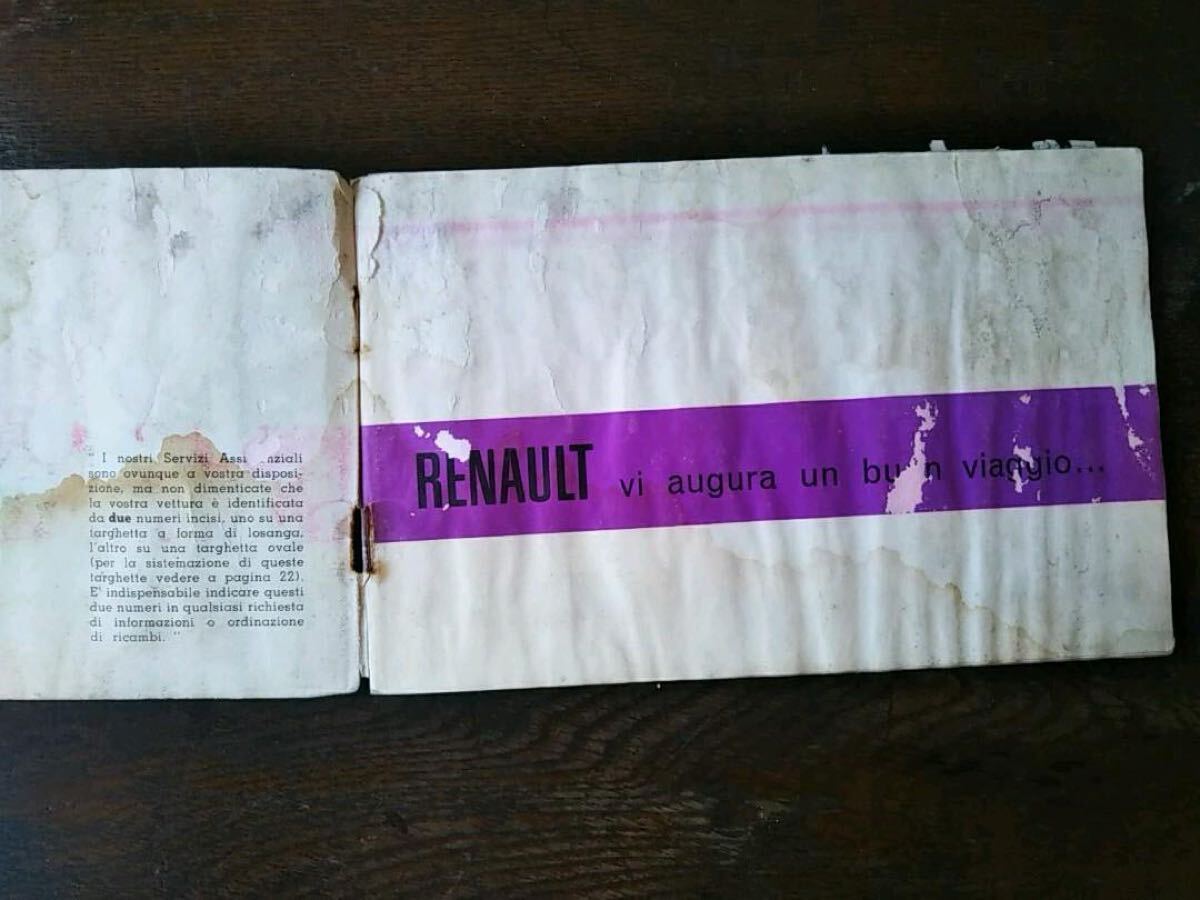 " I nostri Servizi Assi nziali
sono ovunque a vostra disposi-
zione, ma non dimenticate che
la vostra vettura è identificata
da due numeri incisi, uno su una
targhetta a forma di losanga,
l'altro su una targhetta ovale
(per la sistemazione di queste
targhette vedere a pagina 22).
E' indispensabile indicare questi
due numeri in qualsiasi richiesta
di informazioni o ordinazione
di ricambi. "
RENAULT vi augura un bu n viaggio...